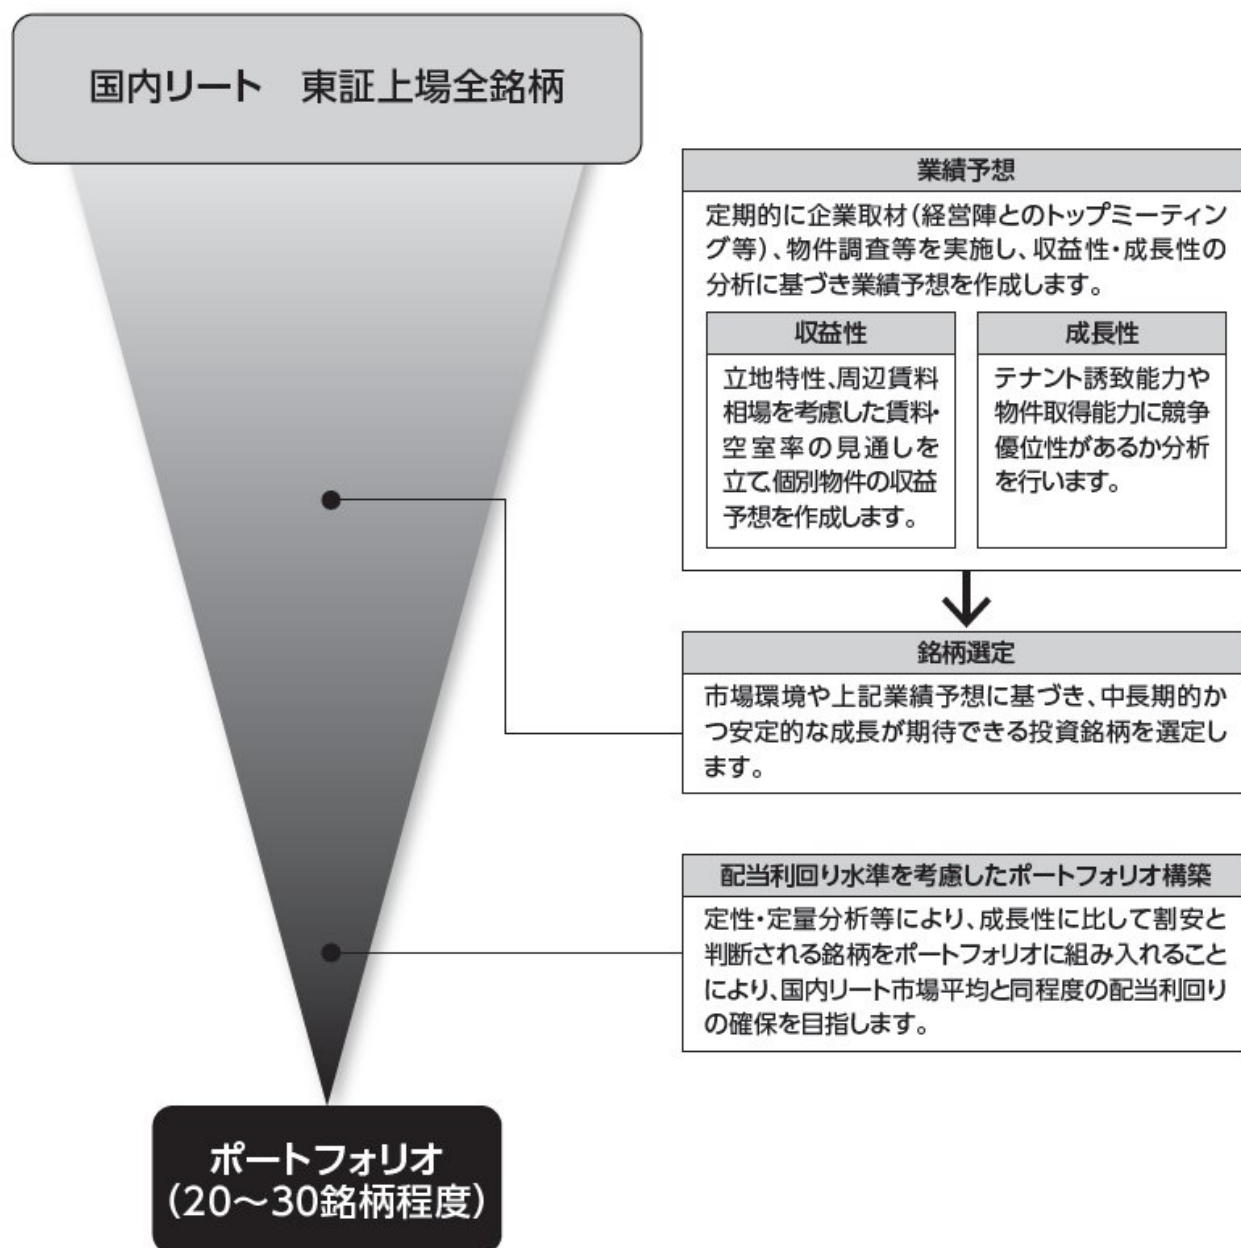 国内リート　東証上場全銘柄
業績予想
定期的に企業取材(経営陣とのトップミーティン
グ等)、物件調査等を実施し、収益性・成長性の
分析に基づき業績予想を作成します。
収益性
立地特性、周辺賃料
相場を考慮した賃料・
空室率の見通しを
立て、個別物件の収益
予想を作成します。
成長性
テナント誘致能力や
物件取得能力に競争
優位性があるか分析
を行います。
銘柄選定
市場環境や上記業績予想に基づき、中長期的か
つ安定的な成長が期待できる投資銘柄を選定し
ます。
配当利回り水準を考慮したポートフォリオ構築
定性・定量分析等により、成長性に比して割安と
判断される銘柄をポートフォリオに組み入れること
により、国内リート市場平均と同程度の配当利回り
の確保を目指します。
ポートフォリオ
(20～30銘柄程度)